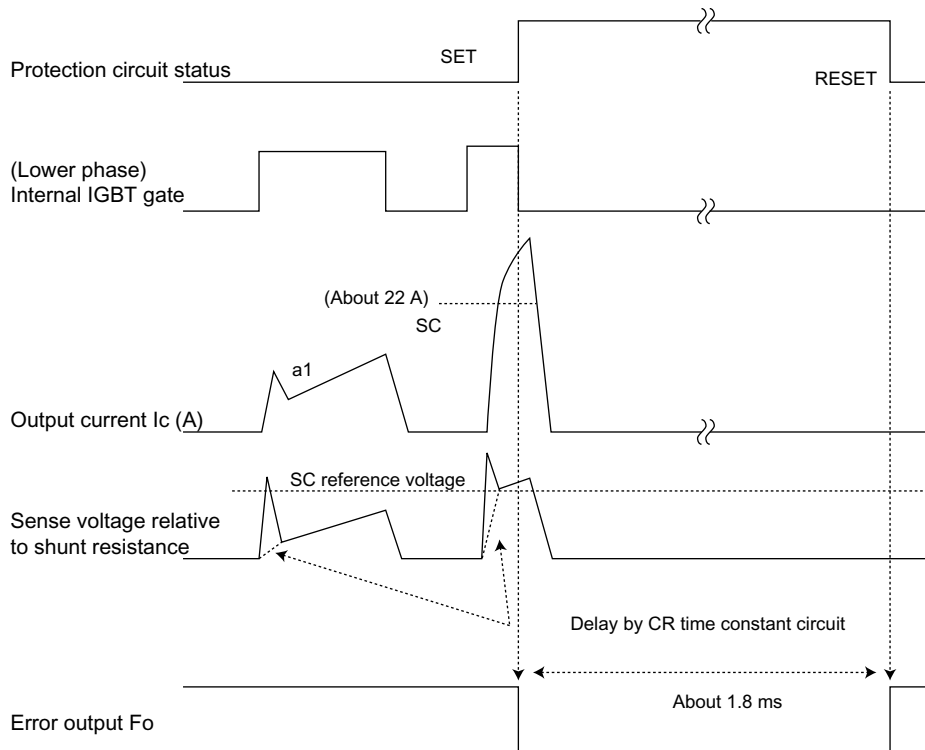 SET
Protection circuit status
RESET
(Lower phase)
Internal IGBT gate
(About 22 A)
SC
a1
Output current Ic (A)
SC reference voltage
Sense voltage relative
to shunt resistance
Delay by CR time constant circuit
About 1.8 ms
Error output Fo